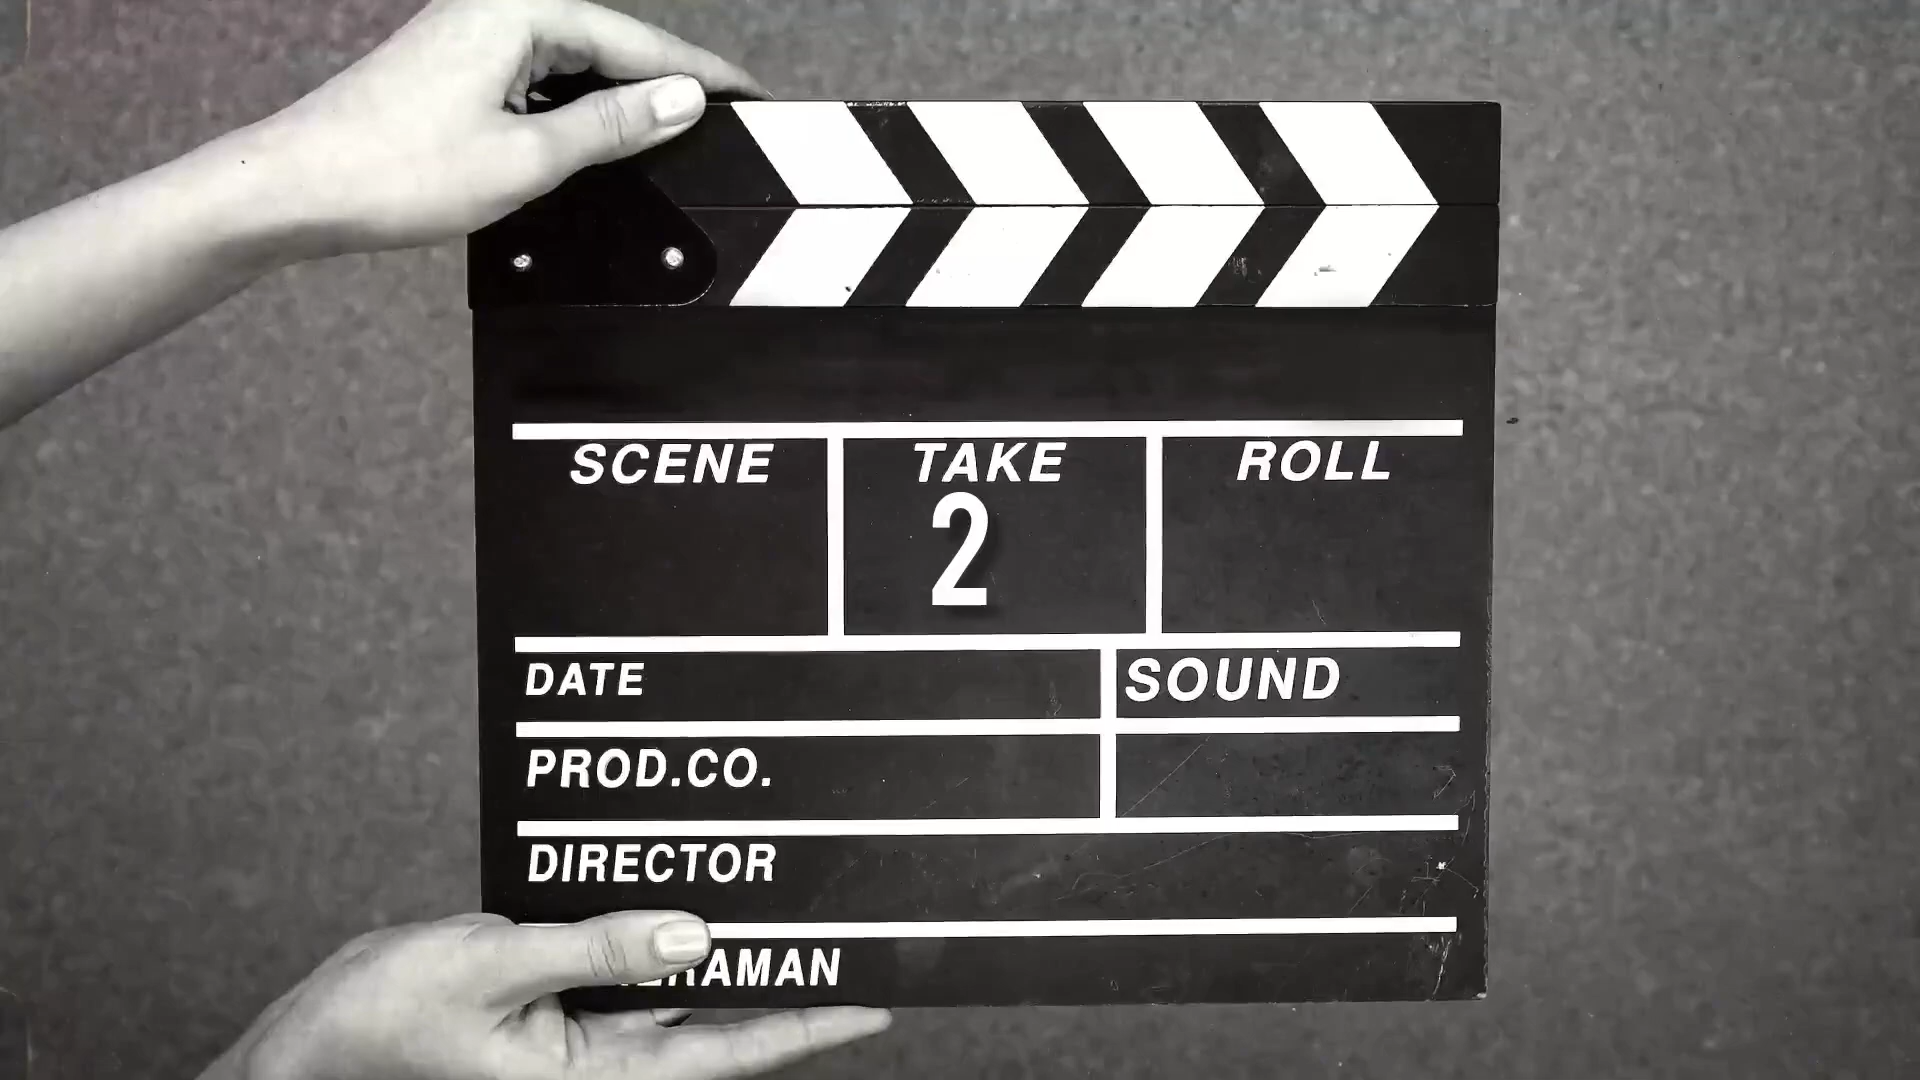 SCENE TAKE ROLL
2
DATE SOUND
PROD.CO.
DIRECTOR